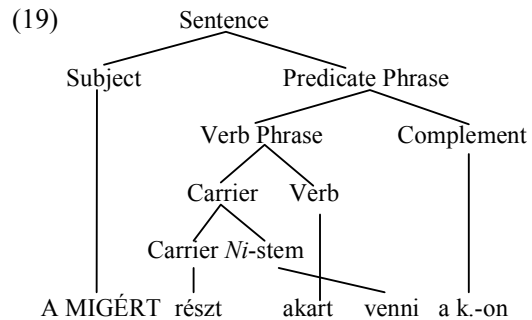 (19) Sentence
Subject Predicate Phrase
Verb Phrase Complement
Carrier Verb
Carrier Ni-stem
A MIGÉRT részt akart venni a k.-on